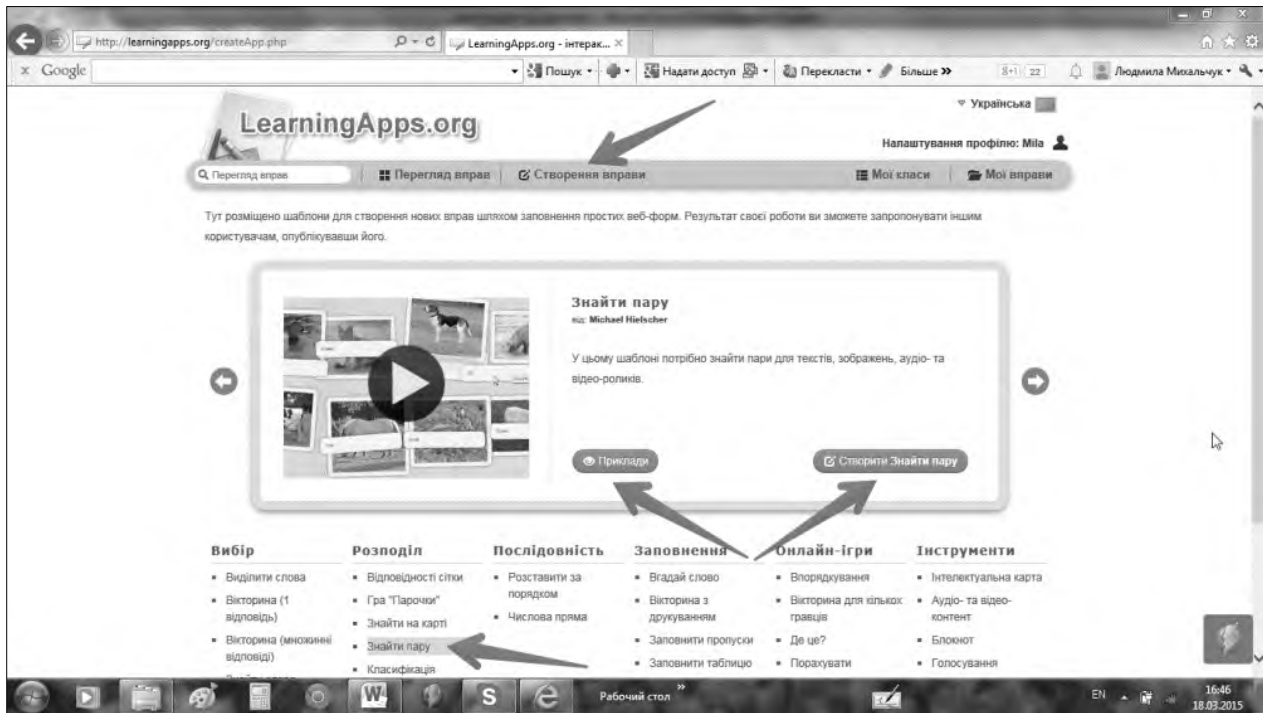 http://learningapps.org/createApp.php
LearningApps.org - інтерак...
x Google
Пошук
Надати доступ
Перекласти
Більше »
22
Людмила Михальчук
LearningApps.org
Українська
Налаштування профілю: Mila
Перегляд вправ
Перегляд вправ
Створення вправи
Мої класи
Мої вправи
Тут розміщено шаблони для створення нових вправ шляхом заповнення простих веб-форм. Результат своєї роботи ви зможете запропонувати іншим
користувачам, опублікувавши його.
Знайти пару
від: Michael Hielscher
У цьому шаблоні потрібно знайти пари для текстів, зображень, аудіо- та
відео-роликів.
Приклади
Створити Знайти пару
Вибір
Виділити слова
Вікторина (1
відповідь)
Вікторина (множинні
відповіді)
Розподіл
Відповідності сітки
Гра "Парочки"
Знайти на карті
Знайти пару
Класифікація
Послідовність
Розставити за
порядком
Числова пряма
Заповнення
Вгадай слово
Вікторина з
друкуванням
Заповнити пропуски
Заповнити таблицю
Онлайн-ігри
Впорядкування
Вікторина для кількох
гравців
Де це?
Порахувати
Інструменти
Інтелектуальна карта
Аудіо- та відео-
контент
Блокнот
Голосування
Рабочий стол »
EN
16:46
18.03.2015